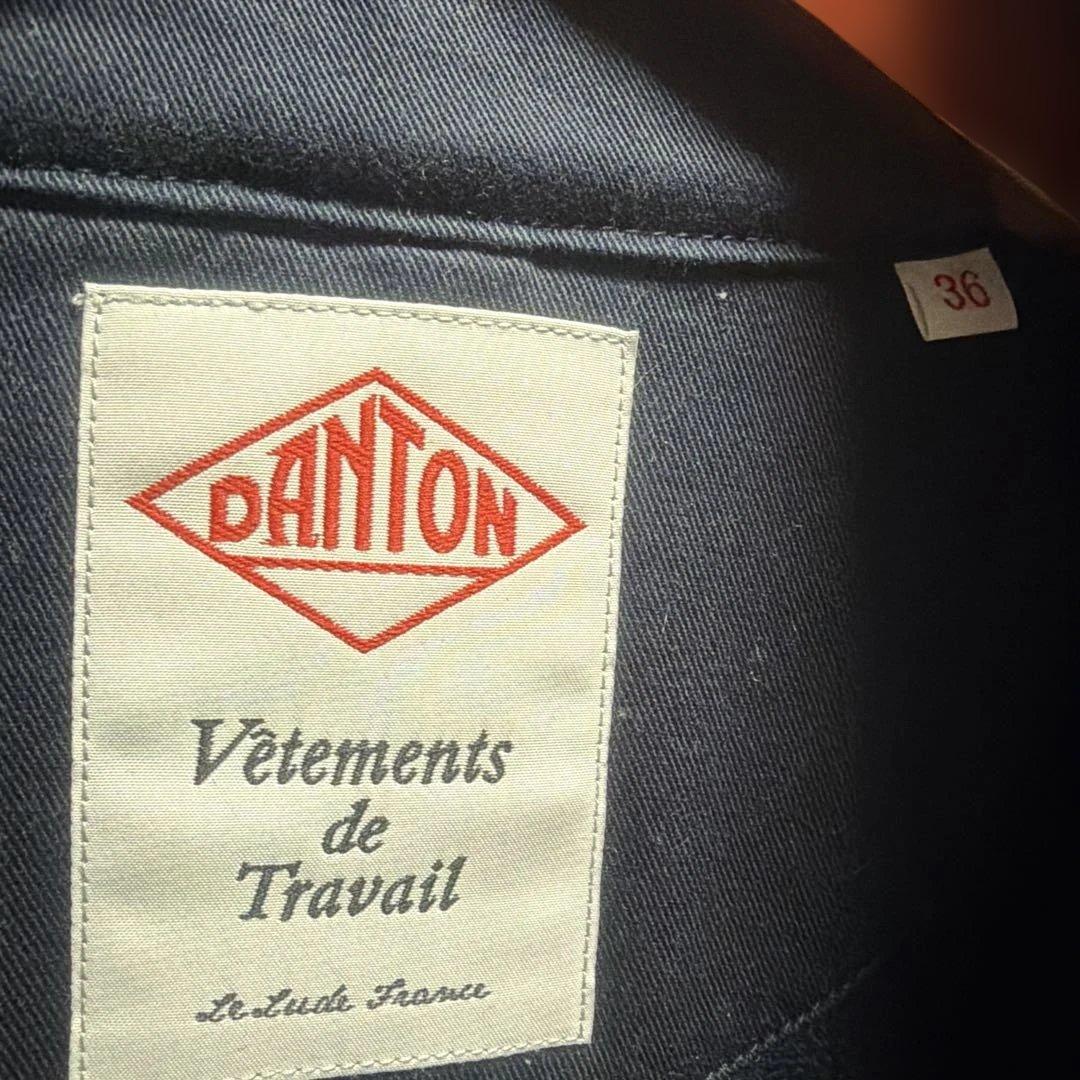 36
DANTON
Vêtements
de
Travail
Le Lude France